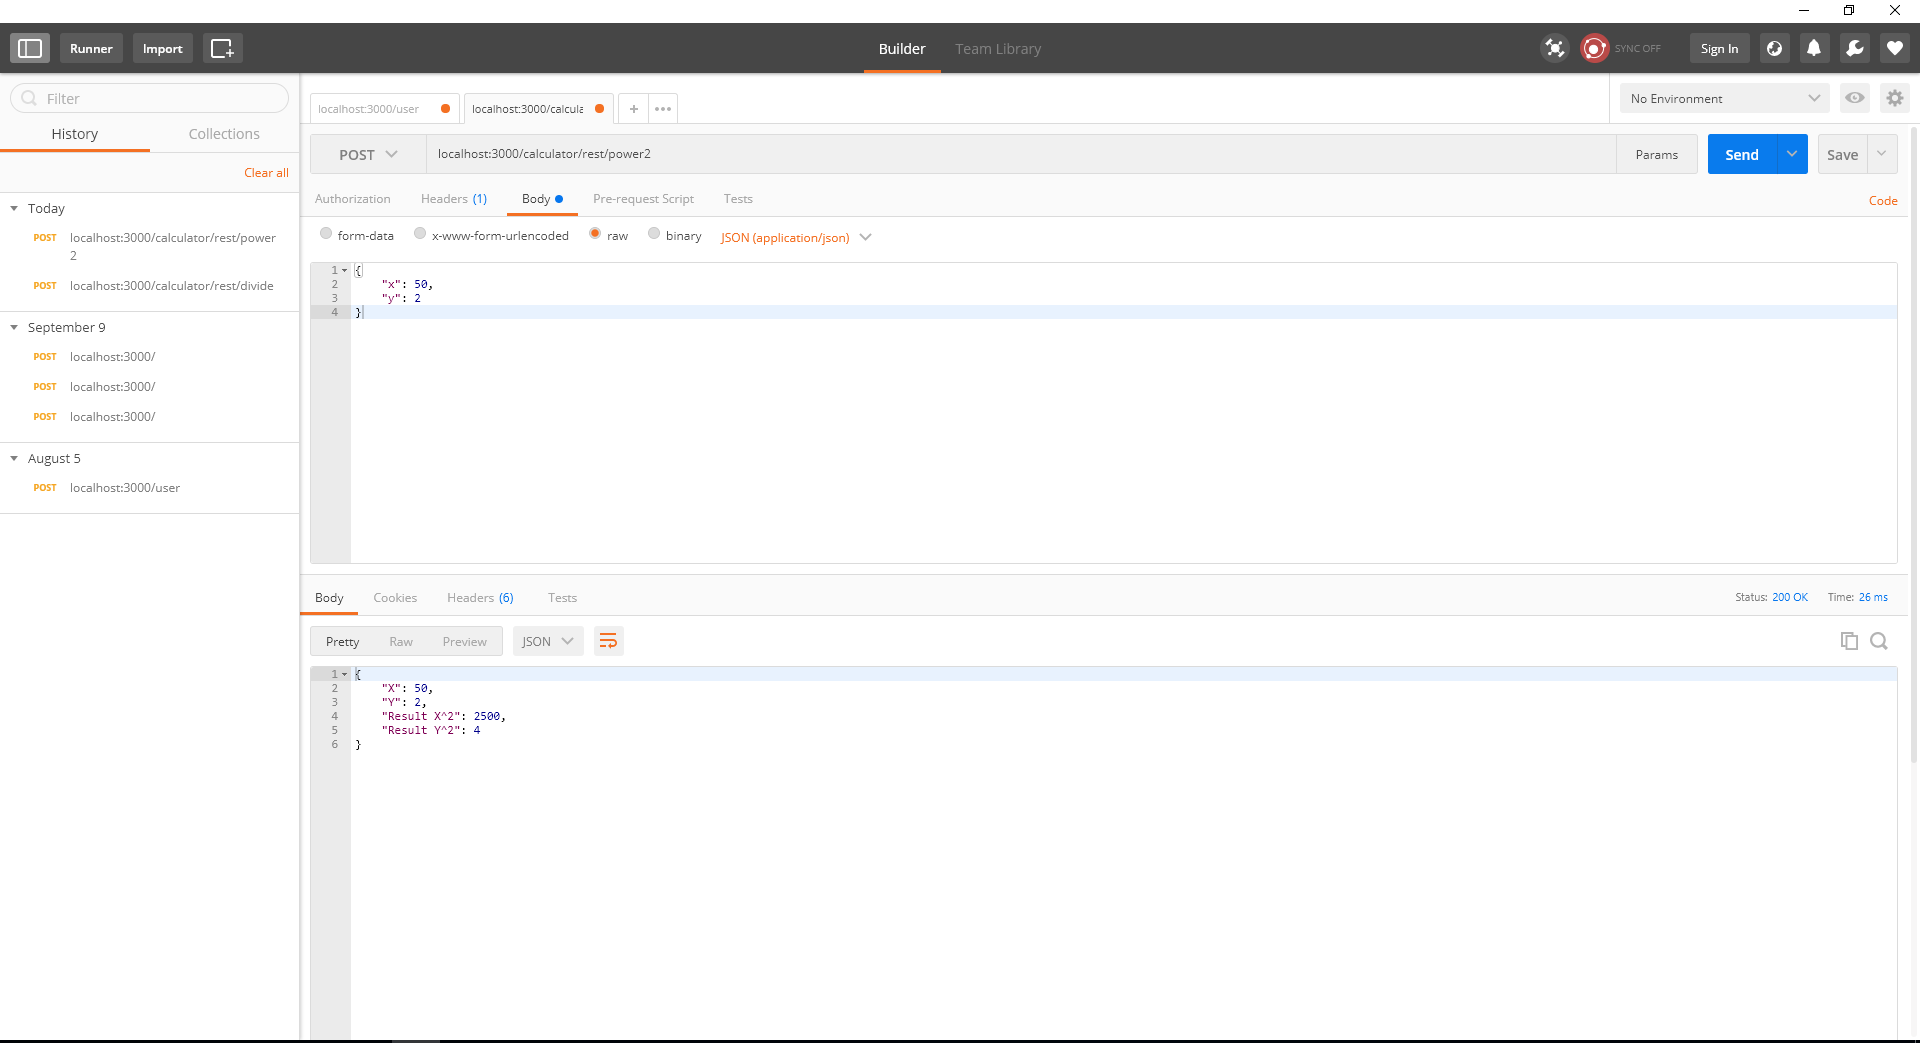 Runner
Import
Builder
Team Library
SYNC OFF
Sign In
Filter
History
Collections
Clear all
Today
POST localhost:3000/calculator/rest/power
2
POST localhost:3000/calculator/rest/divide
September 9
POST localhost:3000/
POST localhost:3000/
POST localhost:3000/
August 5
POST localhost:3000/user
localhost:3000/user
localhost:3000/calcula
No Environment
POST
localhost:3000/calculator/rest/power2
Params
Send
Save
Authorization
Headers (1)
Body
Pre-request Script
Tests
Code
form-data
x-www-form-urlencoded
raw
binary
JSON (application/json)
1 {
2 "x": 50,
3 "y": 2
4 }
Body
Cookies
Headers (6)
Tests
Status: 200 OK
Time: 26 ms
Pretty
Raw
Preview
JSON
1 {
2 "X": 50,
3 "Y": 2,
4 "Result X^2": 2500,
5 "Result Y^2": 4
6 }